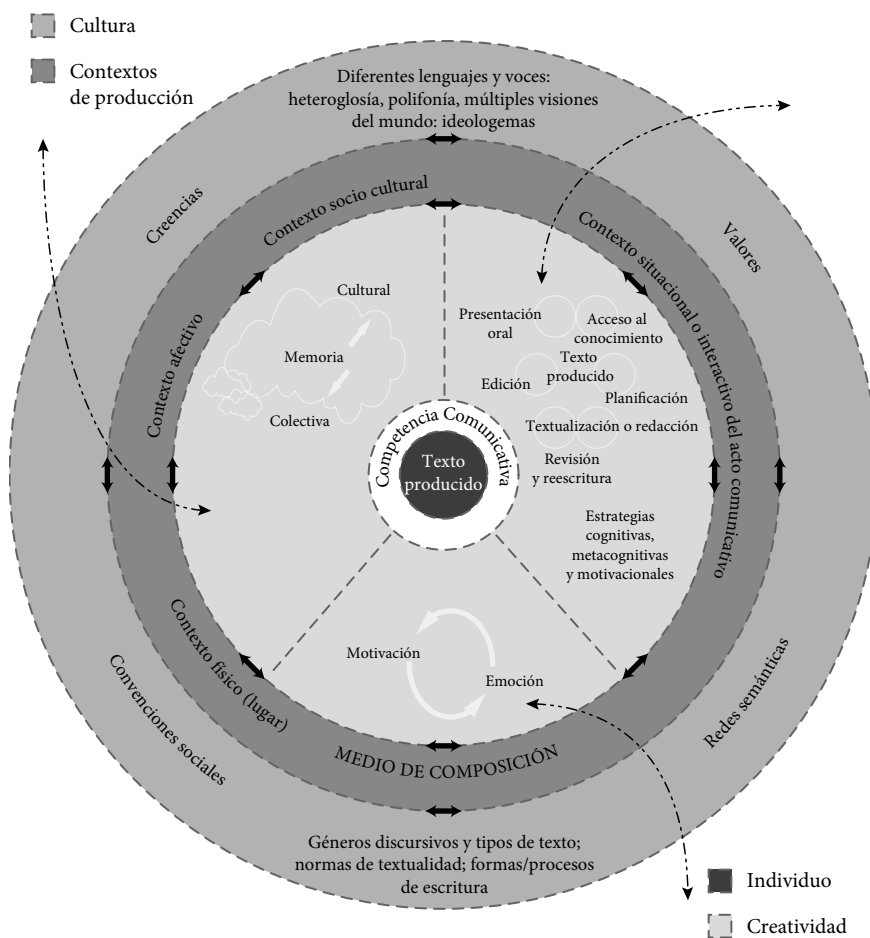 Cultura
Contextos
de producción
Diferentes lenguajes y voces:
heteroglosía, polifonía, múltiples visiones
del mundo: ideologemas
Creencias
Valores
Contexto socio cultural
Contexto situacional o interactivo del acto comunicativo
Contexto afectivo
Cultural
Memoria
Colectiva
Presentación
oral
Acceso al
conocimiento
Texto
producido
Edición
Planificación
Textualización o redacción
Revisión
y reescritura
Estrategias
cognitivas,
metacognitivas
y motivacionales
Competencia Comunicativa
Texto
producido
Motivación
Emoción
Contexto físico (lugar)
MEDIO DE COMPOSICIÓN
Convenciones sociales
Redes semánticas
Géneros discursivos y tipos de texto;
normas de textualidad; formas/procesos
de escritura
Individuo
Creatividad